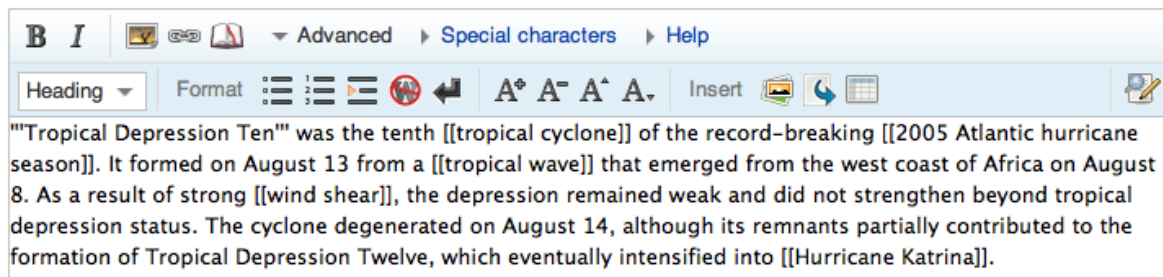 B I Advanced Special characters Help
Heading Format A+ A- A A Insert
'''Tropical Depression Ten''' was the tenth [[tropical cyclone]] of the record-breaking [[2005 Atlantic hurricane
season]]. It formed on August 13 from a [[tropical wave]] that emerged from the west coast of Africa on August
8. As a result of strong [[wind shear]], the depression remained weak and did not strengthen beyond tropical
depression status. The cyclone degenerated on August 14, although its remnants partially contributed to the
formation of Tropical Depression Twelve, which eventually intensified into [[Hurricane Katrina]].